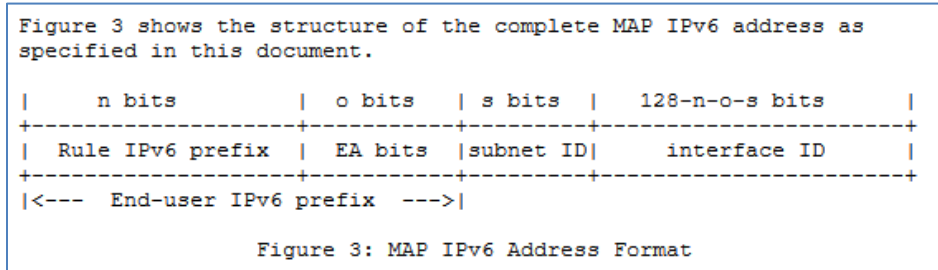 Figure 3 shows the structure of the complete MAP IPv6 address as
specified in this document.
|     n bits         |  o bits   | s bits  |   128-n-o-s bits      |
+--------------------+-----------+---------+-----------------------+
|  Rule IPv6 prefix  |  EA bits  |subnet ID|     interface ID      |
+--------------------+-----------+---------+-----------------------+
|<---  End-user IPv6 prefix  --->|
Figure 3: MAP IPv6 Address Format